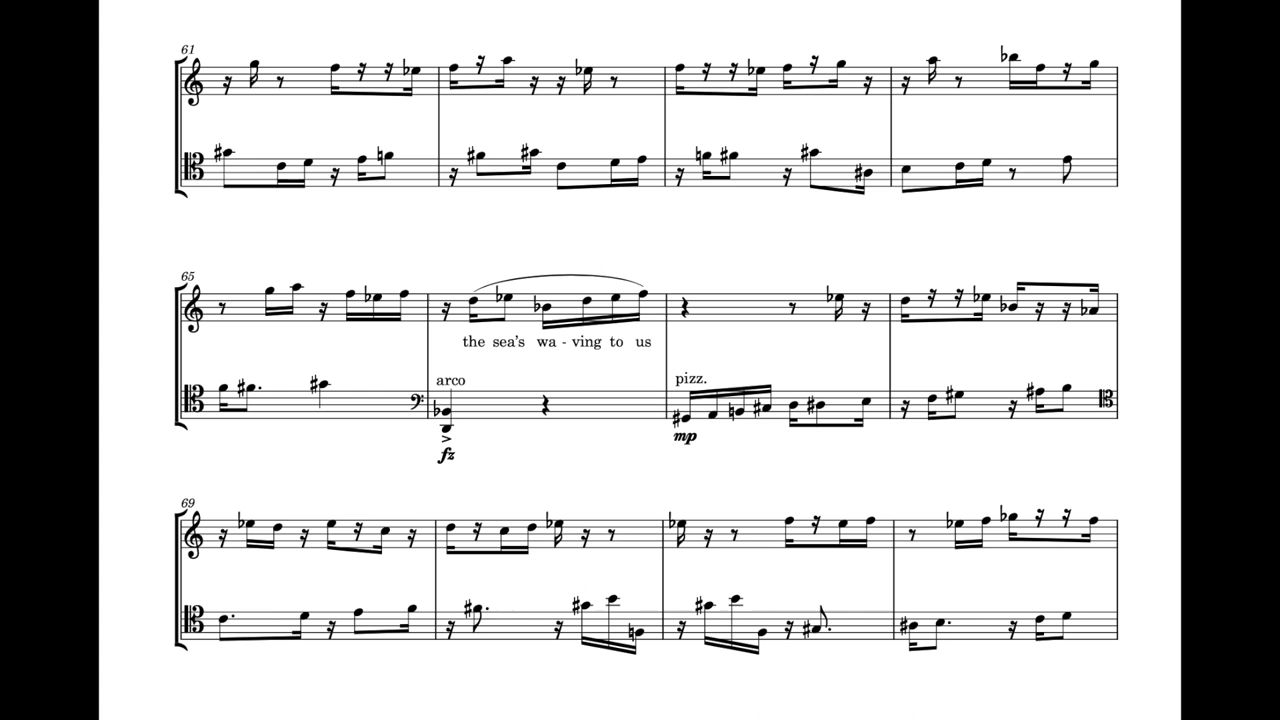 61
65
the sea's wa - ving to us
arco
pizz.
fz
mp
69